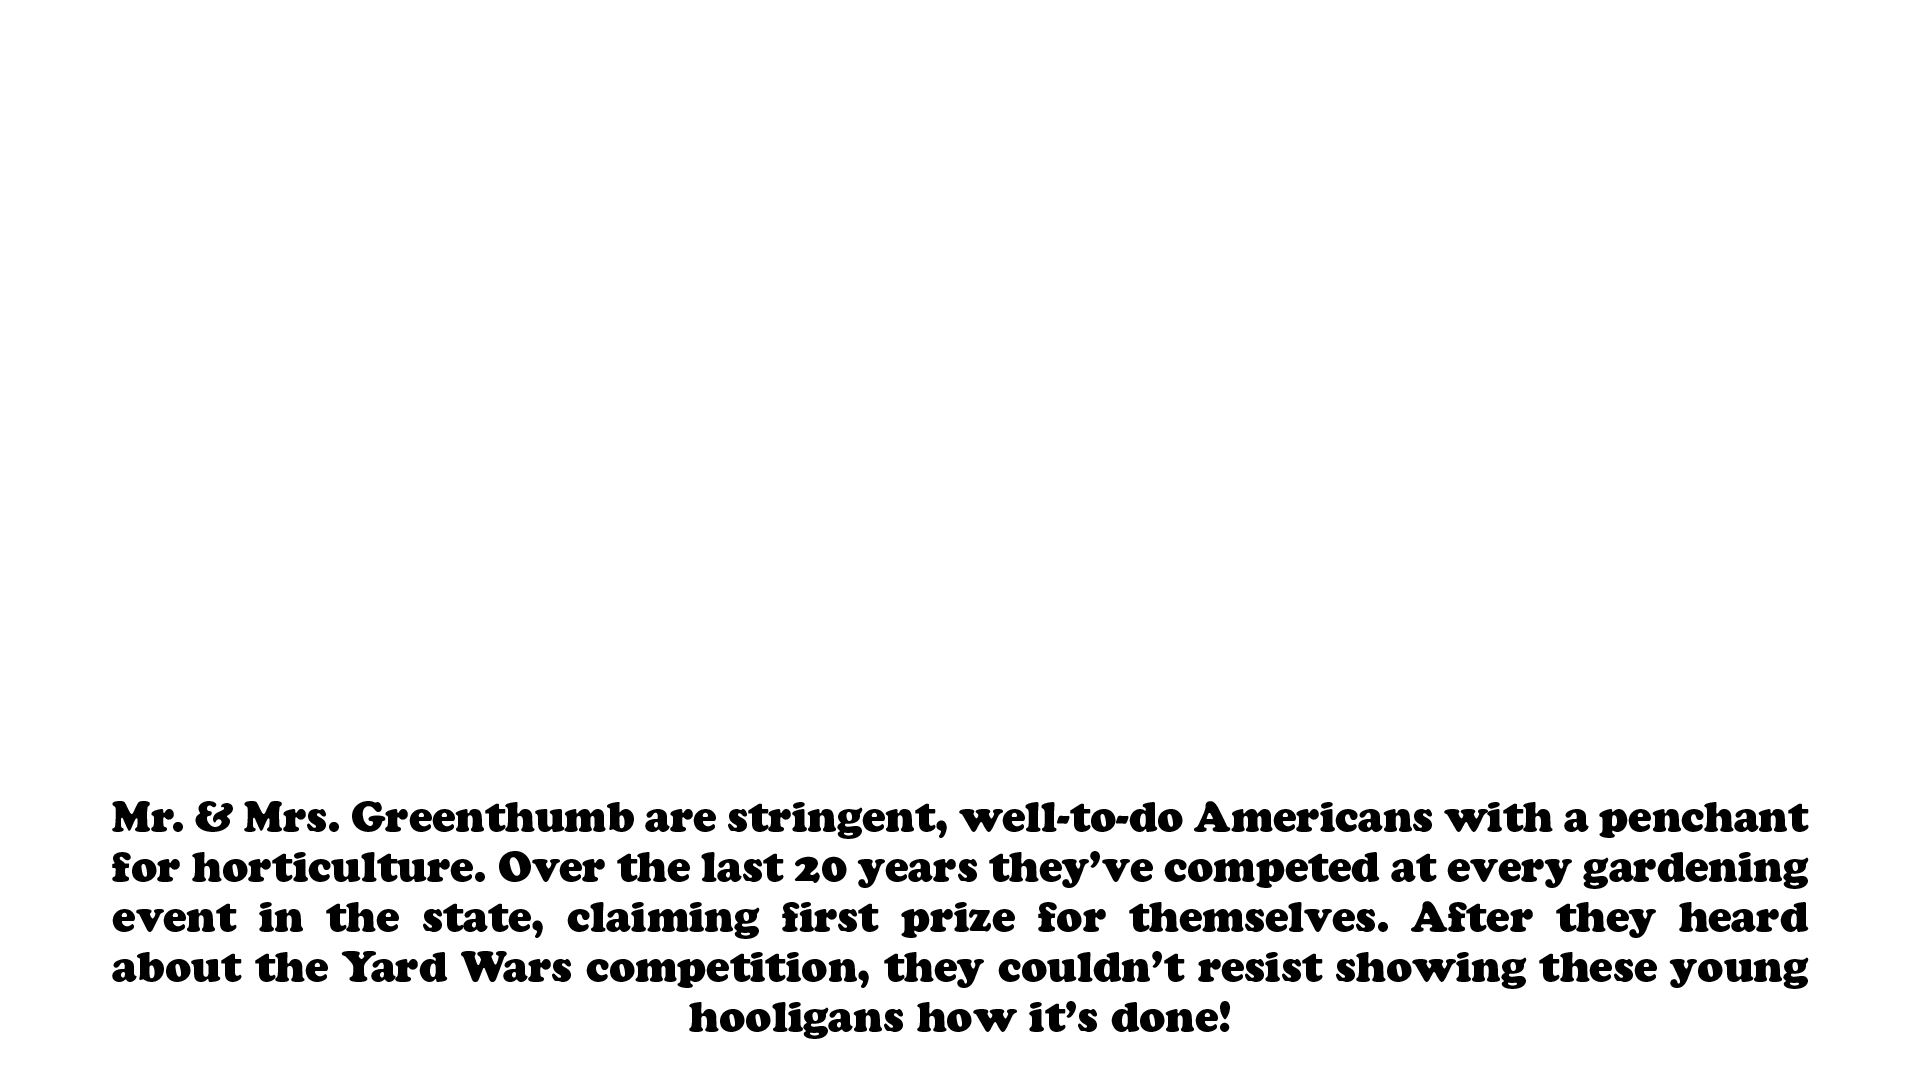 Mr. & Mrs. Greenthumb are stringent, well-to-do Americans with a penchant
for horticulture. Over the last 20 years they’ve competed at every gardening
event in the state, claiming first prize for themselves. After they heard
about the Yard Wars competition, they couldn’t resist showing these young
hooligans how it’s done!